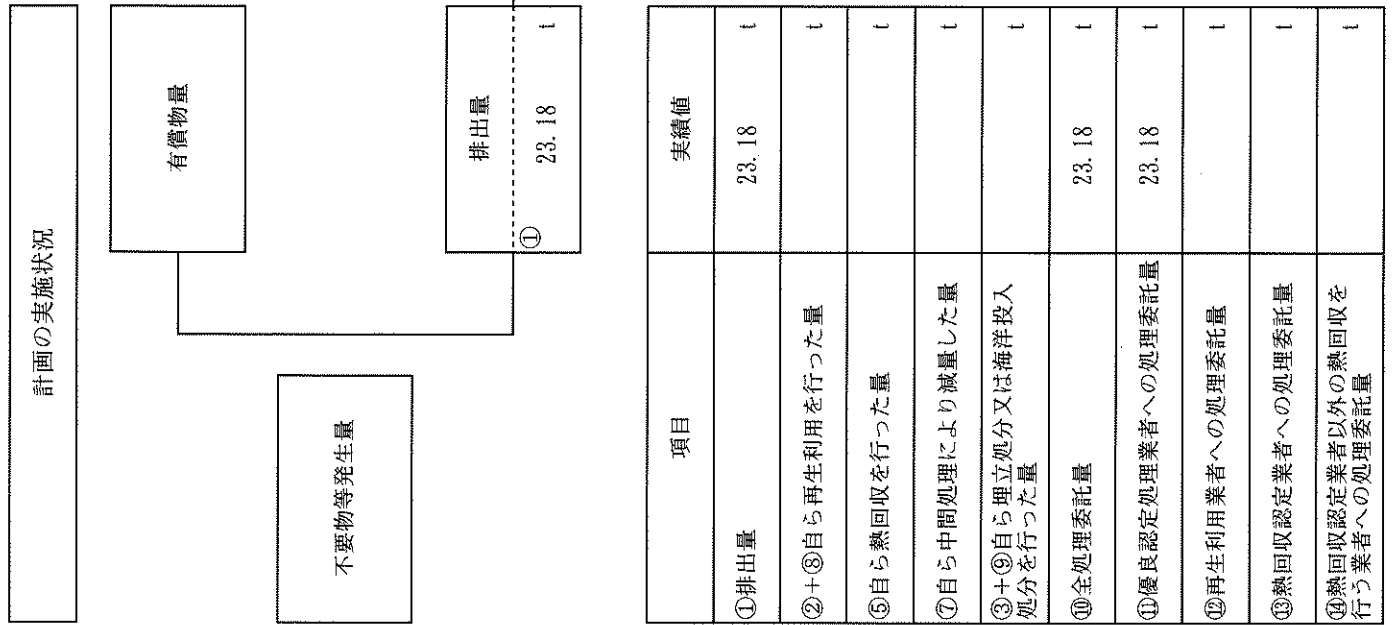 計画の実施状況
不要物等発生量
有償物量
排出量
① 23.18 t
項目 実績値
①排出量 23.18 t
②+⑧自ら再生利用を行った量 t
⑤自ら熱回収を行った量 t
⑦自ら中間処理により減量した量 t
③+⑨自ら埋立処分又は海洋投入
処分を行った量 t
⑩全処理委託量 23.18 t
⑪優良認定処理業者への処理委託量 23.18 t
⑫再生利用業者への処理委託量 t
⑬熱回収認定業者への処理委託量 t
⑭熱回収認定業者以外の熱回収を
行う業者への処理委託量 t